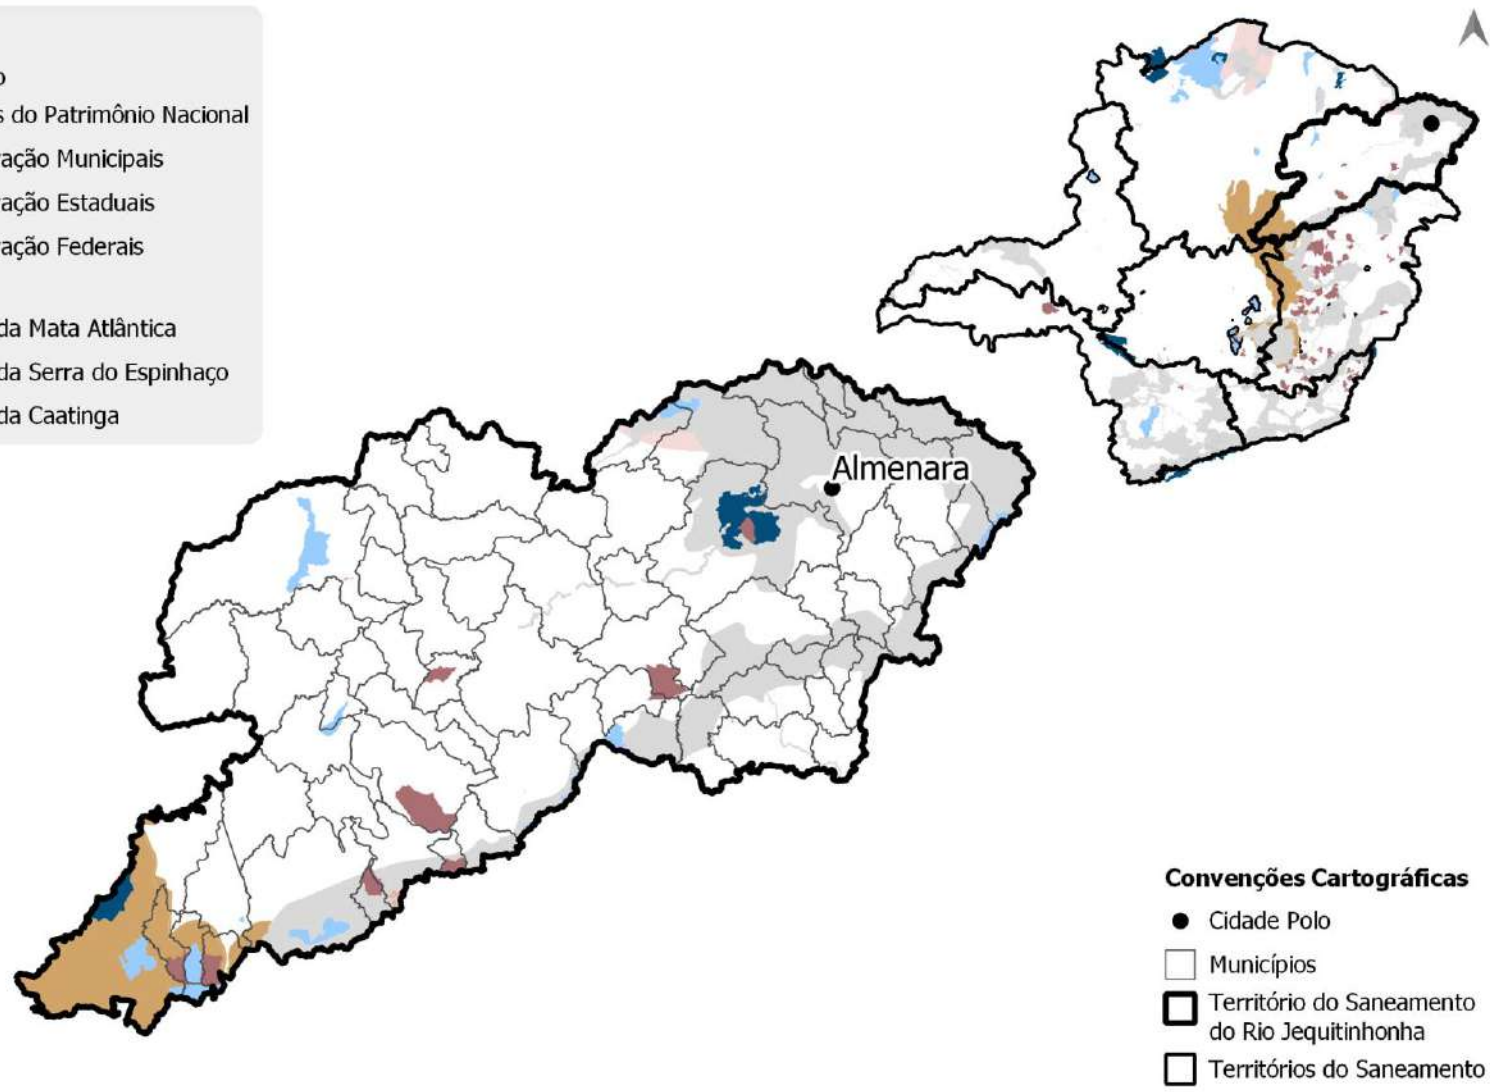 o
s do Patrimônio Nacional
ação Municipais
ação Estaduais
ação Federais
da Mata Atlântica
da Serra do Espinhaço
da Caatinga
Almenara
Convenções Cartográficas
Cidade Polo
Municípios
Território do Saneamento
do Rio Jequitinhonha
Territórios do Saneamento